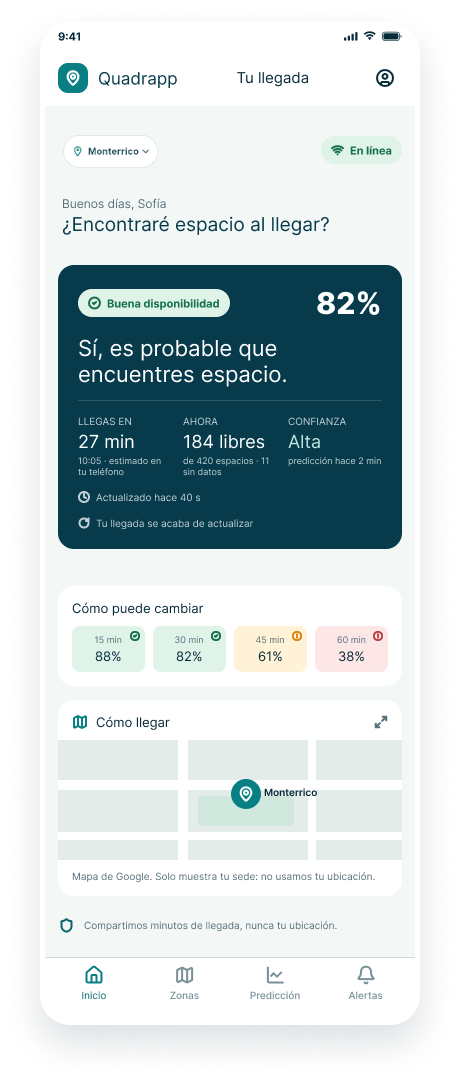 9:41
Quadrapp
Tu llegada
Monterrico
En línea
Buenos días, Sofía
¿Encontraré espacio al llegar?
Buena disponibilidad
82%
Sí, es probable que
encuentres espacio.
LLEGAS EN
27 min
10:05 · estimado en
tu teléfono
AHORA
184 libres
de 420 espacios · 11
sin datos
CONFIANZA
Alta
predicción hace 2 min
Actualizado hace 40 s
Tu llegada se acaba de actualizar
Cómo puede cambiar
15 min
88%
30 min
82%
45 min
61%
60 min
38%
Cómo llegar
Monterrico
Mapa de Google. Solo muestra tu sede: no usamos tu ubicación.
Compartimos minutos de llegada, nunca tu ubicación.
Inicio
Zonas
Predicción
Alertas